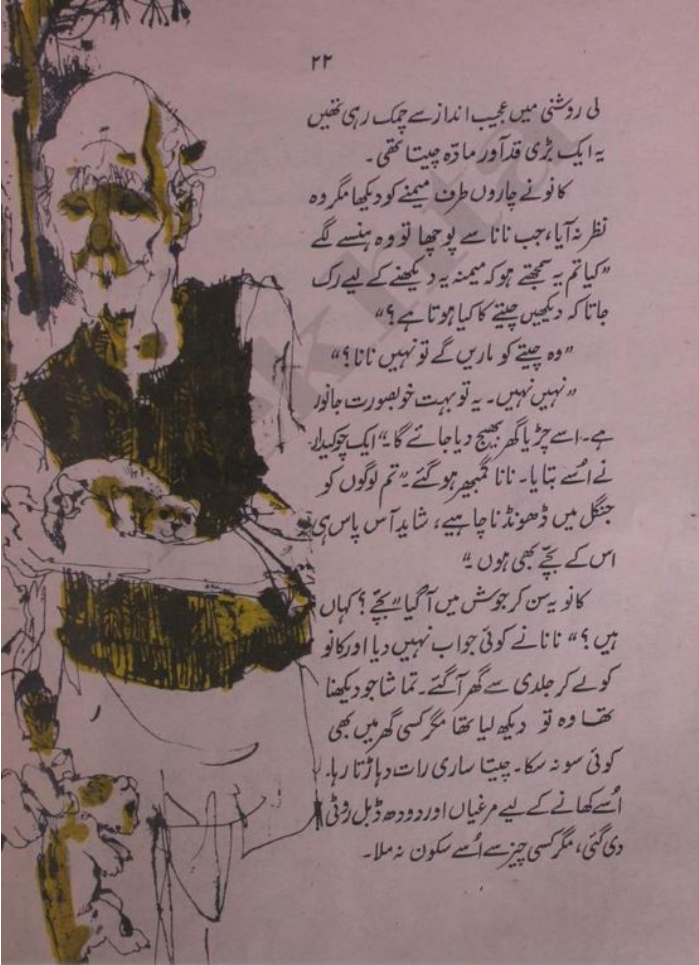 ۲۲
لی روشنی میں عجیب انداز سے چمک رہی تھیں
یہ ایک بڑی قدآور مادّہ چیتا تھی۔
کانو نے چاروں طرف میمنے کو دیکھا مگر وہ
نظر نہ آیا، جب نانا سے پوچھا تو وہ ہنسنے لگے
”کیا تم یہ سمجھتے ہو کہ میمنہ یہ دیکھنے کے لیے رک
جاتا کہ دیکھیں چیتے کا کیا ہوتا ہے؟“
”وہ چیتے کو ماریں گے تو نہیں نانا؟“
”نہیں نہیں۔ یہ تو بہت خوبصورت جانور
ہے۔ اسے چڑیا گھر بھیج دیا جائے گا۔“ ایک چوکیدار
نے اُسے بتایا۔ نانا گمبھیر ہو گئے۔ ”تم لوگوں کو
جنگل میں ڈھونڈنا چاہیے، شاید آس پاس ہی
اس کے بچّے بھی ہوں۔“
کانو یہ سن کر جوش میں آ گیا ”بچّے؟ کہاں
ہیں؟“ نانا نے کوئی جواب نہیں دیا اور کانو
کو لے کر جلدی سے گھر آ گئے۔ تماشا جو دیکھنا
تھا وہ تو دیکھ لیا تھا مگر کسی گھر میں بھی
کوئی سو نہ سکا۔ چیتا ساری رات دہاڑتا رہا۔
اُسے کھانے کے لیے مرغیاں اور دودھ ڈبل روٹی
دی گئی، مگر کسی چیز سے اُسے سکون نہ ملا۔